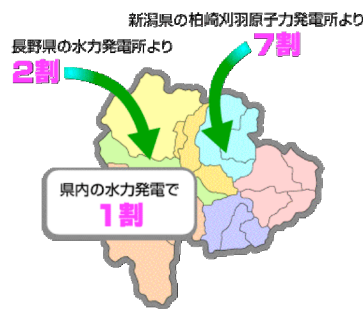 新潟県の柏崎刈羽原子力発電所より
7割
長野県の水力発電所より
2割
県内の水力発電で
1割